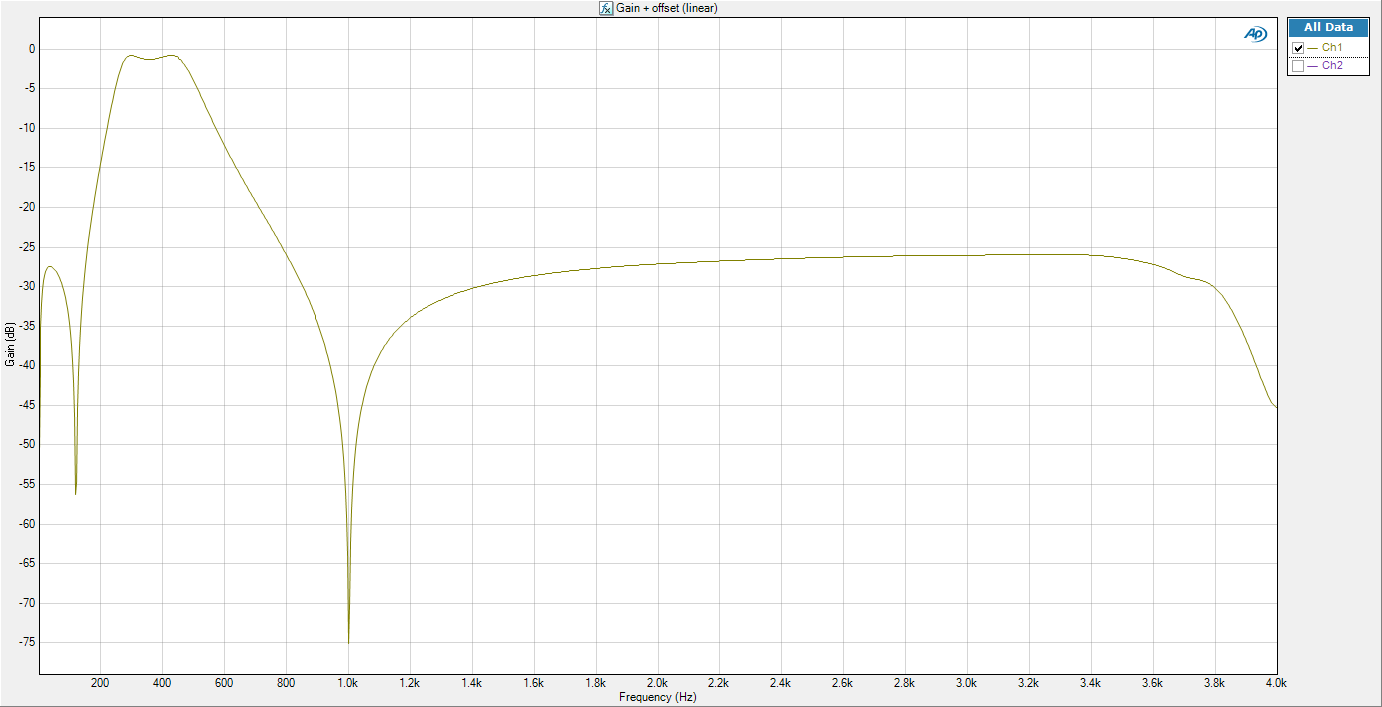 Gain + offset (linear)
AP
All Data
Ch1
Ch2
0
-5
-10
-15
-20
-25
-30
-35
-40
-45
-50
-55
-60
-65
-70
-75
Gain (dB)
200 400 600 800 1.0k 1.2k 1.4k 1.6k 1.8k 2.0k 2.2k 2.4k 2.6k 2.8k 3.0k 3.2k 3.4k 3.6k 3.8k 4.0k
Frequency (Hz)